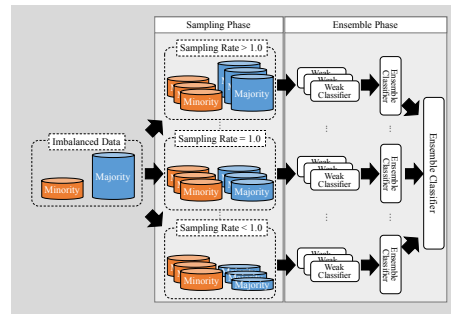 Sampling Phase
Ensemble Phase
Sampling Rate > 1.0
Minority
Majority
Weak
Weak
Weak
Classifier
Ensemble
Classifier
Imbalanced Data
Minority
Majority
Sampling Rate = 1.0
Minority
Majority
Weak
Weak
Weak
Classifier
Ensemble
Classifier
Ensemble Classifier
Sampling Rate < 1.0
Minority
Majority
Weak
Weak
Weak
Classifier
Ensemble
Classifier